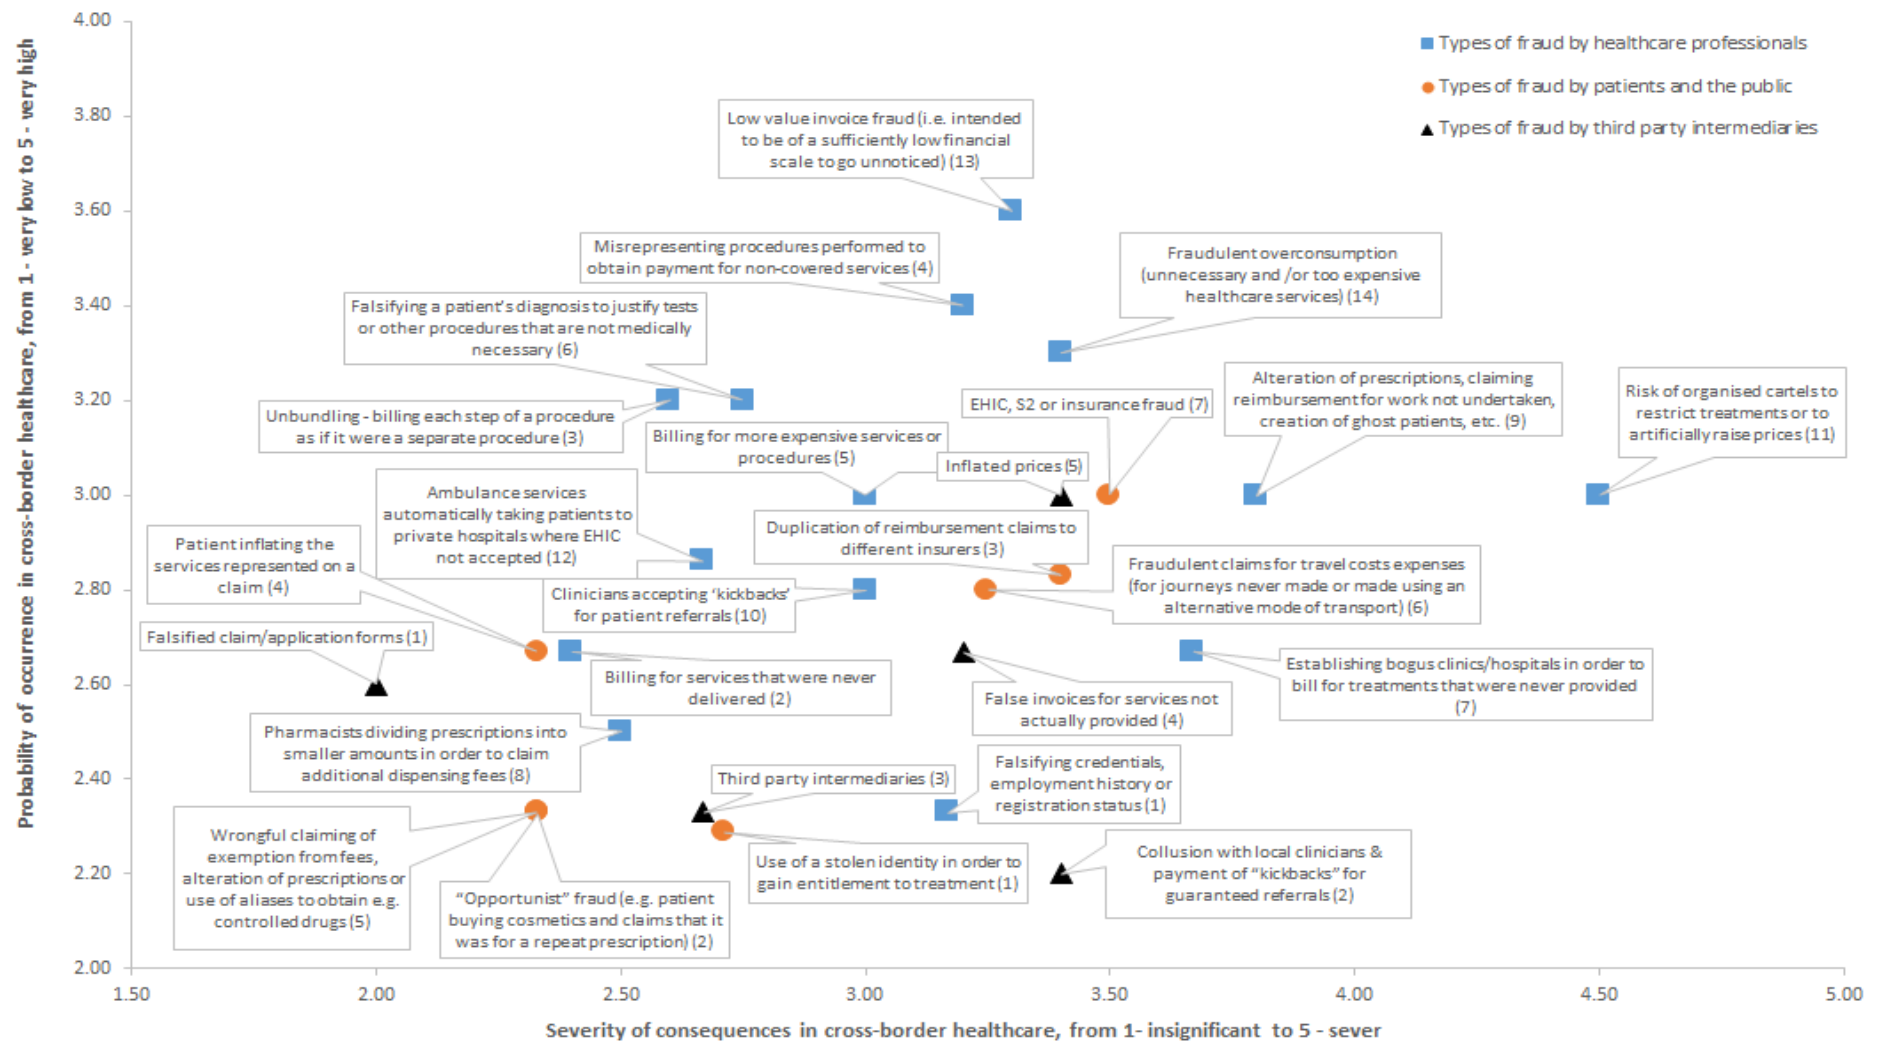 Probability of occurrence in cross-border healthcare, from 1 - very low to 5 - very high
4.00
3.80
3.60
3.40
3.20
3.00
2.80
2.60
2.40
2.20
2.00
Types of fraud by healthcare professionals
Types of fraud by patients and the public
Types of fraud by third party intermediaries
Low value invoice fraud (i.e. intended
to be of a sufficiently low financial
scale to go unnoticed) (13)
Misrepresenting procedures performed to
obtain payment for non-covered services (4)
Fraudulent overconsumption
(unnecessary and /or too expensive
healthcare services) (14)
Falsifying a patient's diagnosis to justify tests
or other procedures that are not medically
necessary (6)
Unbundling - billing each step of a procedure
as if it were a separate procedure (3)
EHIC, S2 or insurance fraud (7)
Alteration of prescriptions, claiming
reimbursement for work not undertaken,
creation of ghost patients, etc. (9)
Risk of organised cartels to
restrict treatments or to
artificially raise prices (11)
Billing for more expensive services or
procedures (5)
Inflated prices (5)
Ambulance services
automatically taking patients to
private hospitals where EHIC
not accepted (12)
Duplication of reimbursement claims to
different insurers (3)
Patient inflating the
services represented on a
claim (4)
Fraudulent claims for travel costs expenses
(for journeys never made or made using an
alternative mode of transport) (6)
Clinicians accepting ‘kickbacks’
for patient referrals (10)
Falsified claim/application forms (1)
Billing for services that were never
delivered (2)
False invoices for services not
actually provided (4)
Establishing bogus clinics/hospitals in order to
bill for treatments that were never provided
(7)
Pharmacists dividing prescriptions into
smaller amounts in order to claim
additional dispensing fees (8)
Third party intermediaries (3)
Falsifying credentials,
employment history or
registration status (1)
Wrongful claiming of
exemption from fees,
alteration of prescriptions or
use of aliases to obtain e.g.
controlled drugs (5)
“Opportunist” fraud (e.g. patient
buying cosmetics and claims that it
was for a repeat prescription) (2)
Use of a stolen identity in order to
gain entitlement to treatment (1)
Collusion with local clinicians &
payment of “kickbacks” for
guaranteed referrals (2)
1.50
2.00
2.50
3.00
3.50
4.00
4.50
5.00
Severity of consequences in cross-border healthcare, from 1- insignificant to 5 - sever